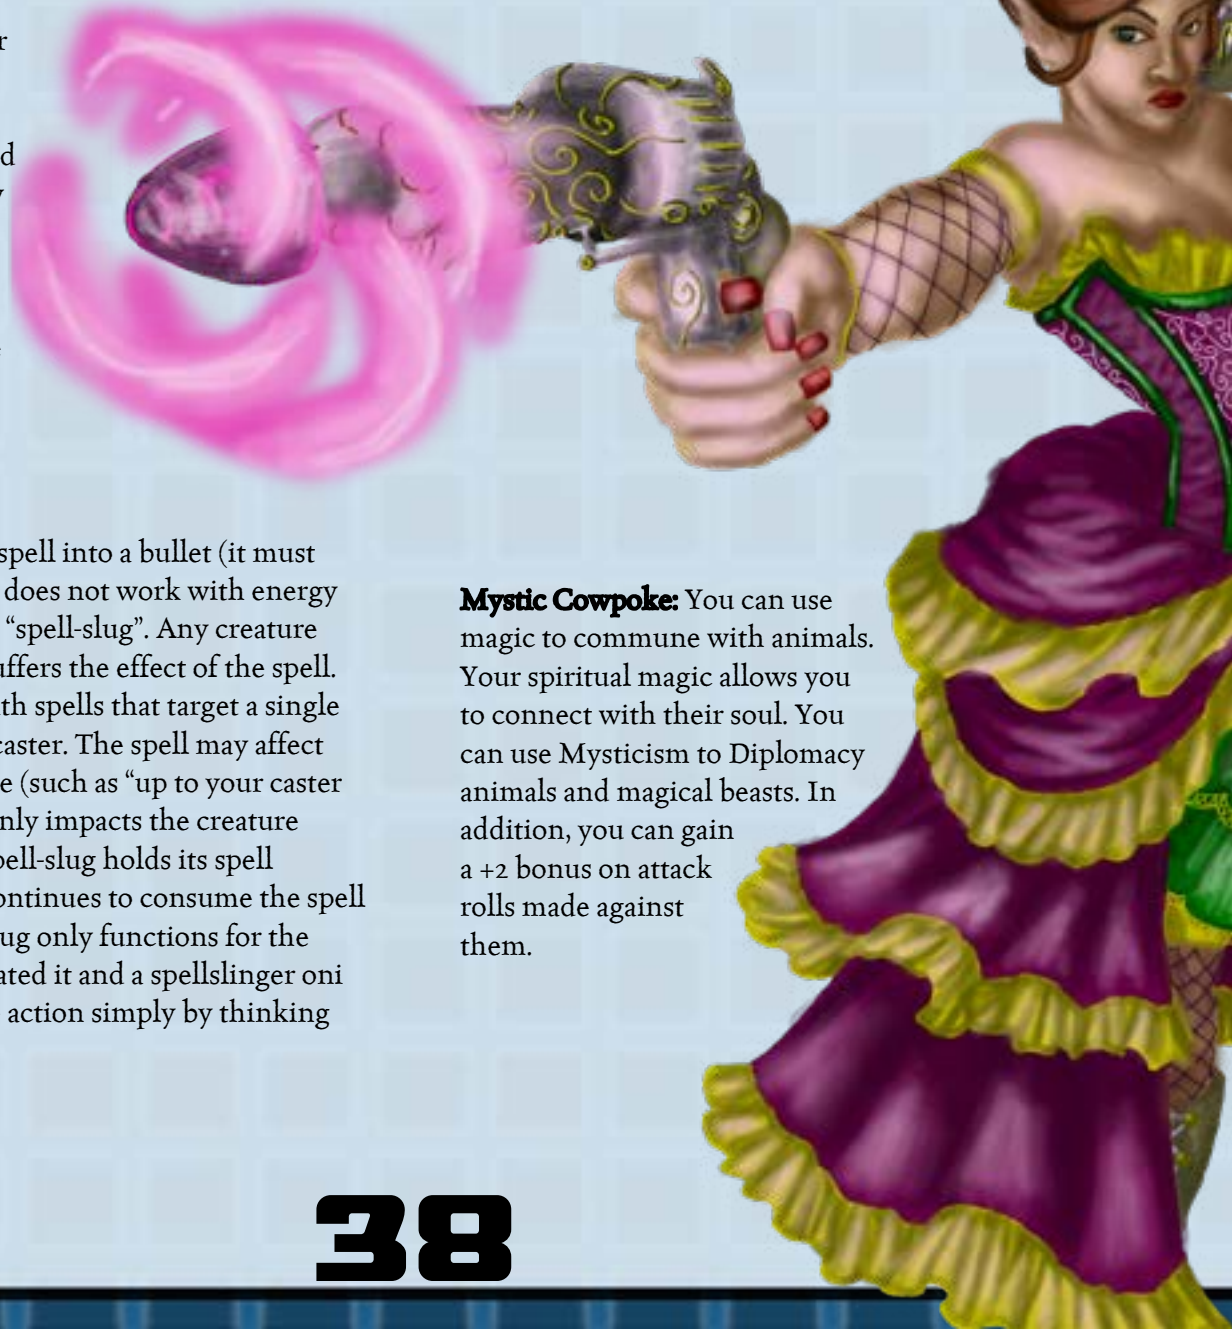 r
d
y
spell into a bullet (it must
does not work with energy
“spell-slug”. Any creature
uffers the effect of the spell.
th spells that target a single
caster. The spell may affect
e (such as “up to your caster
nly impacts the creature
pell-slug holds its spell
ontinues to consume the spell
ug only functions for the
ated it and a spellslinger oni
action simply by thinking
Mystic Cowpoke: You can use
magic to commune with animals.
Your spiritual magic allows you
to connect with their soul. You
can use Mysticism to Diplomacy
animals and magical beasts. In
addition, you can gain
a +2 bonus on attack
rolls made against
them.
38